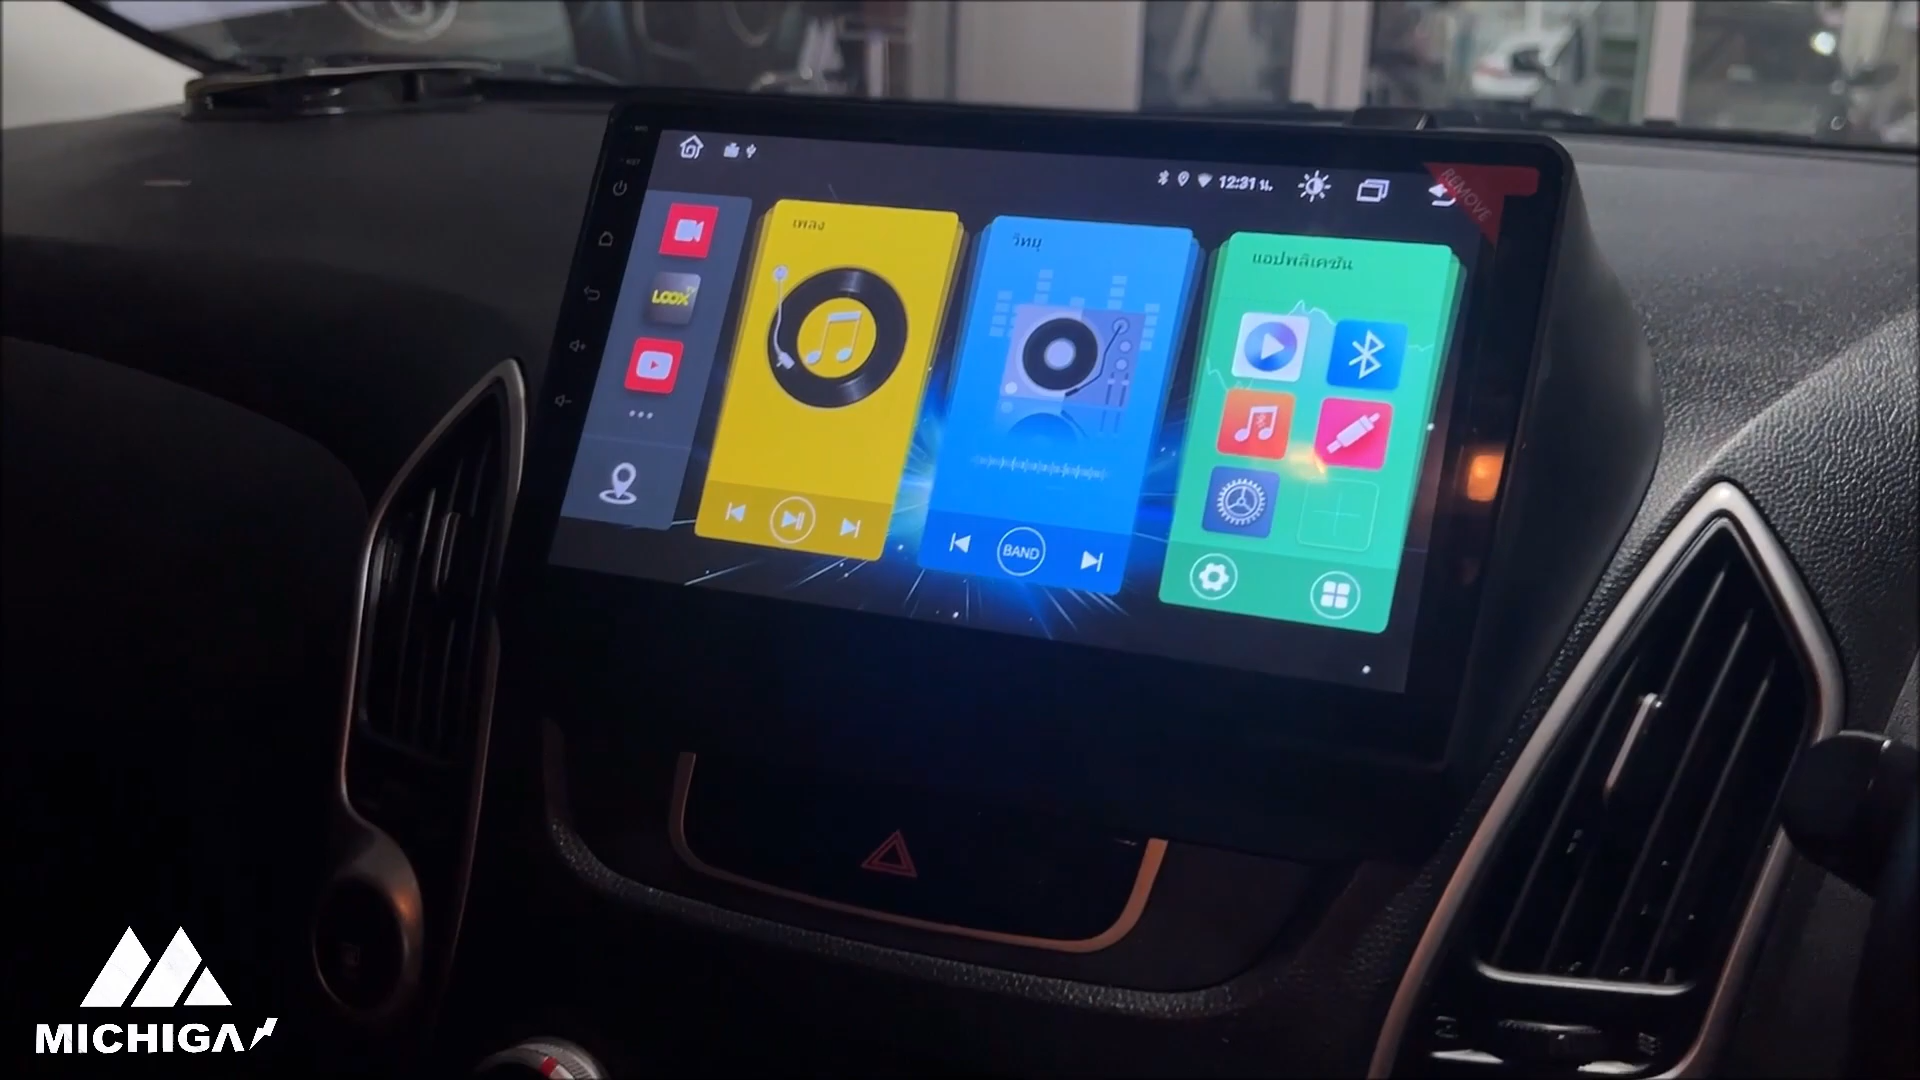 12:31 น.
REMOVE
LOOX TV
เพลง
วิทยุ
แอปพลิเคชัน
BAND
MICHIGA